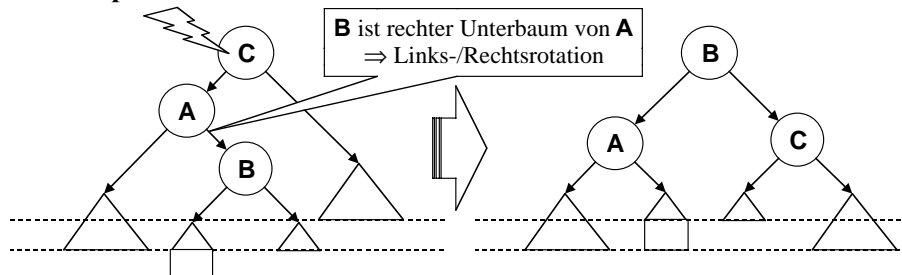 B ist rechter Unterbaum von A
⇒ Links-/Rechtsrotation
C
A
B
B
A
C